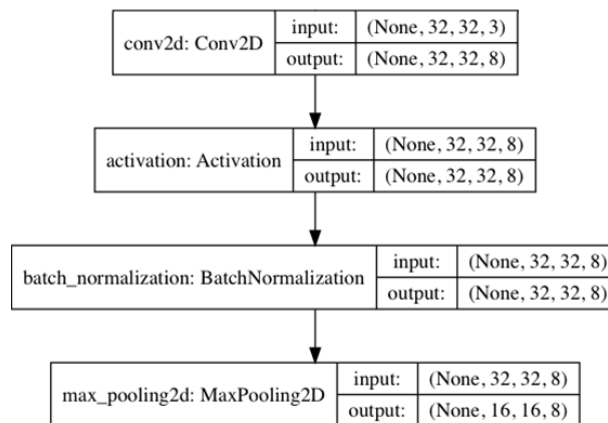 conv2d: Conv2D
input: (None, 32, 32, 3)
output: (None, 32, 32, 8)
activation: Activation
input: (None, 32, 32, 8)
output: (None, 32, 32, 8)
batch_normalization: BatchNormalization
input: (None, 32, 32, 8)
output: (None, 32, 32, 8)
max_pooling2d: MaxPooling2D
input: (None, 32, 32, 8)
output: (None, 16, 16, 8)